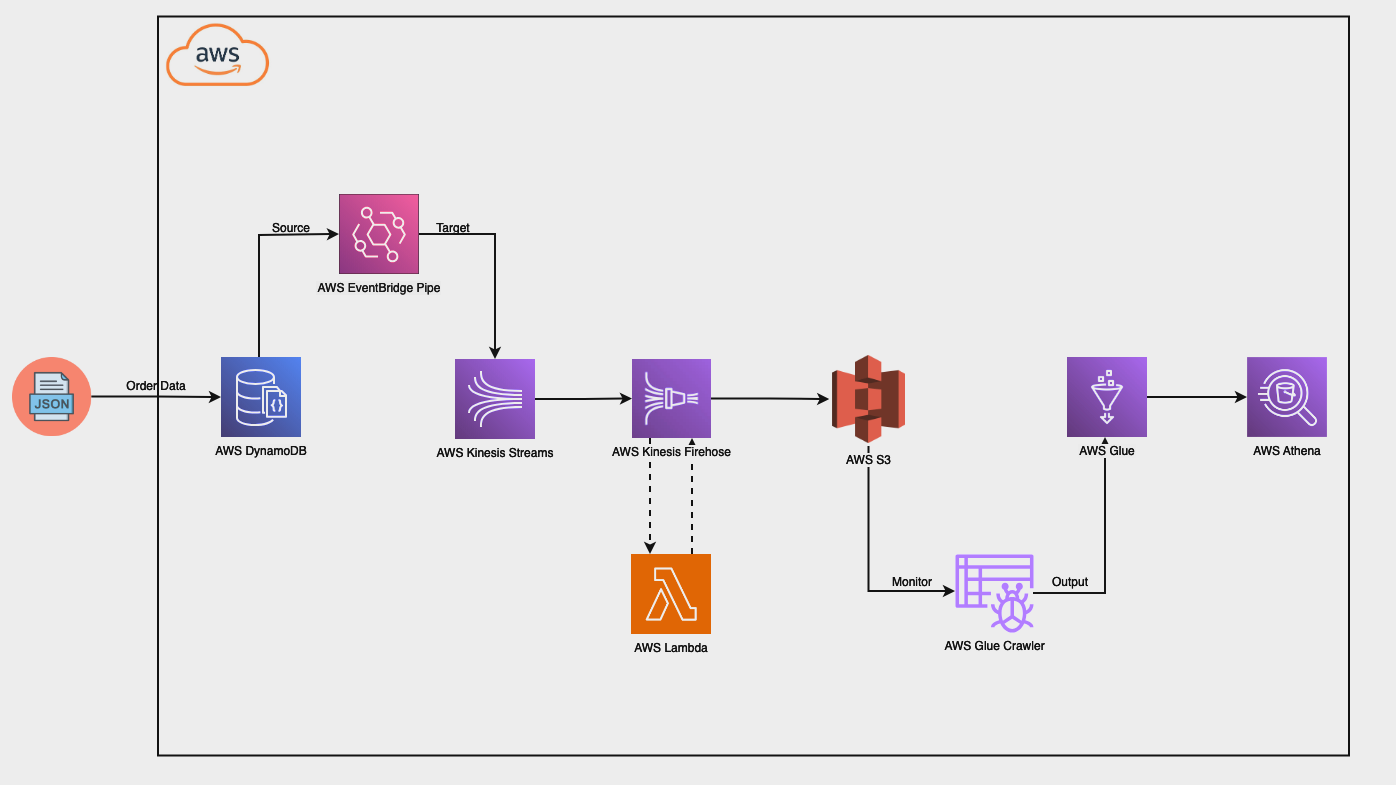 aws
Source
Target
AWS EventBridge Pipe
JSON
Order Data
AWS DynamoDB
AWS Kinesis Streams
AWS Kinesis Firehose
AWS S3
AWS Glue
AWS Athena
Monitor
Output
AWS Lambda
AWS Glue Crawler